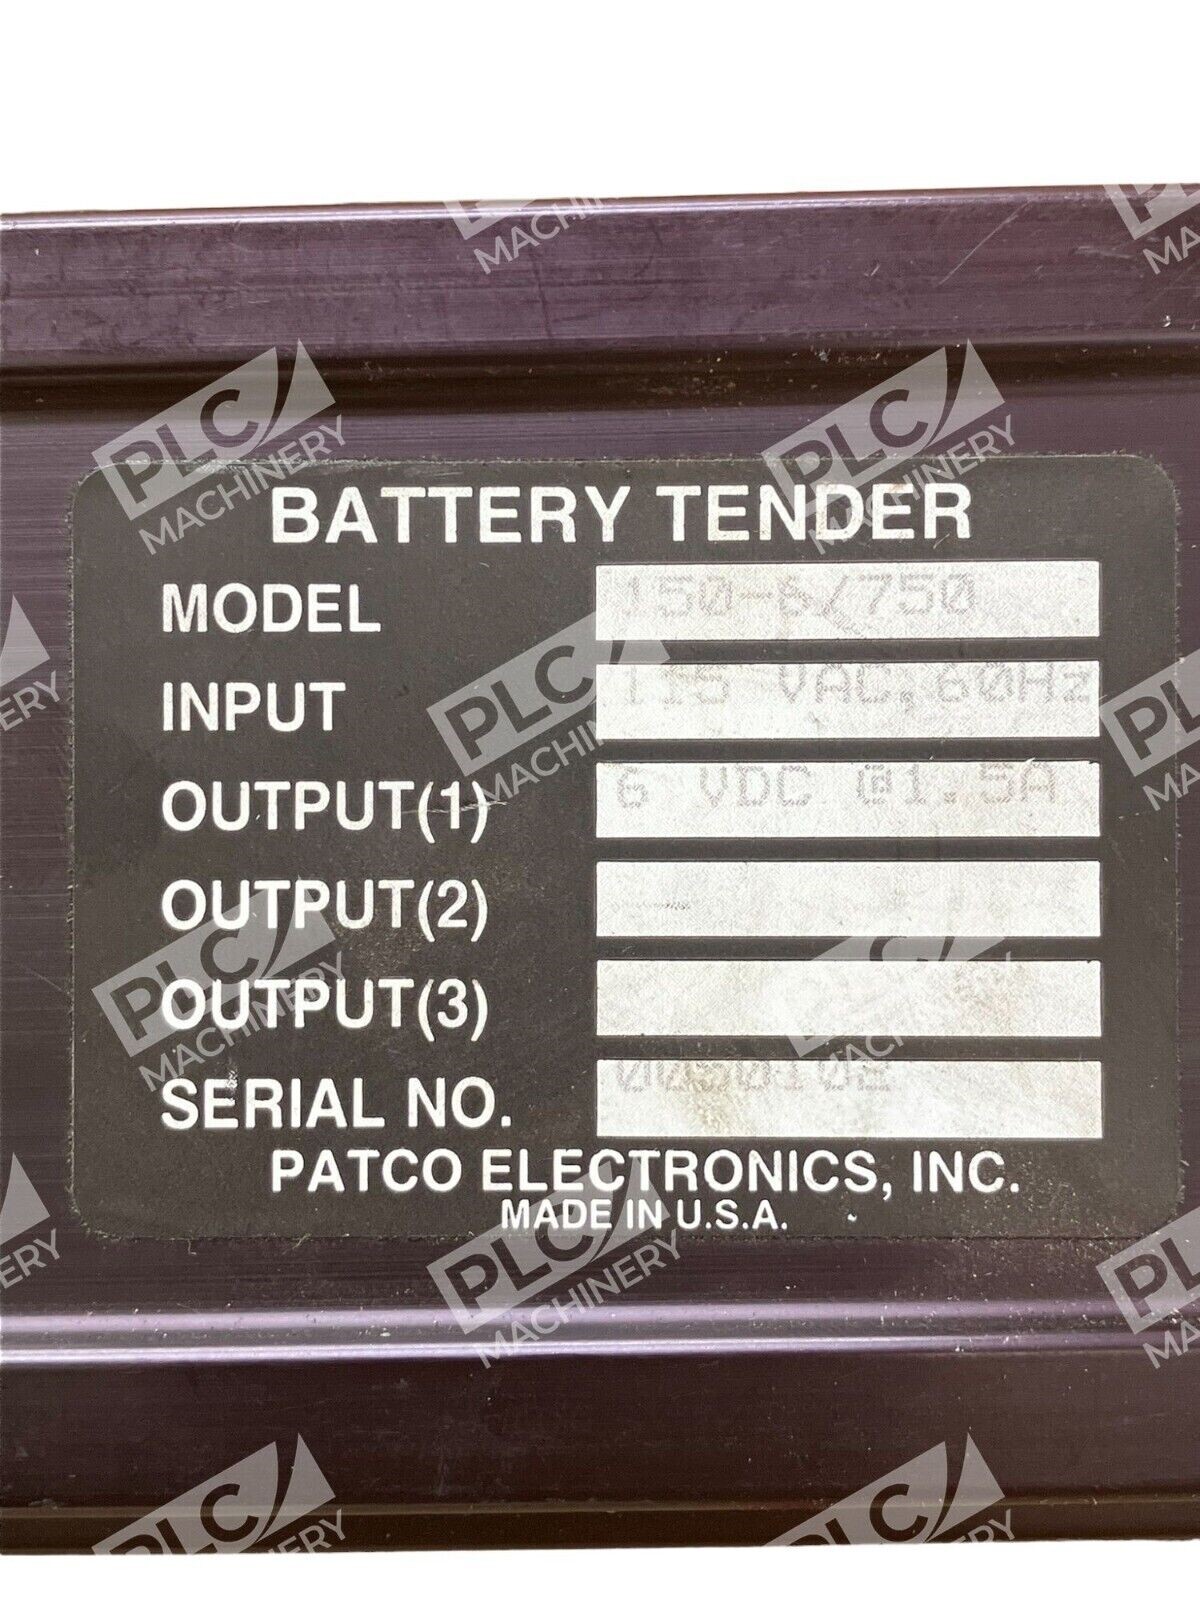 BATTERY TENDER
MODEL 150-6/750
INPUT 115 VAC, 60Hz
OUTPUT(1) 6 VDC @1.5A
OUTPUT(2)
OUTPUT(3)
SERIAL NO.
PATCO ELECTRONICS, INC.
MADE IN U.S.A.
PLC
MACHINERY